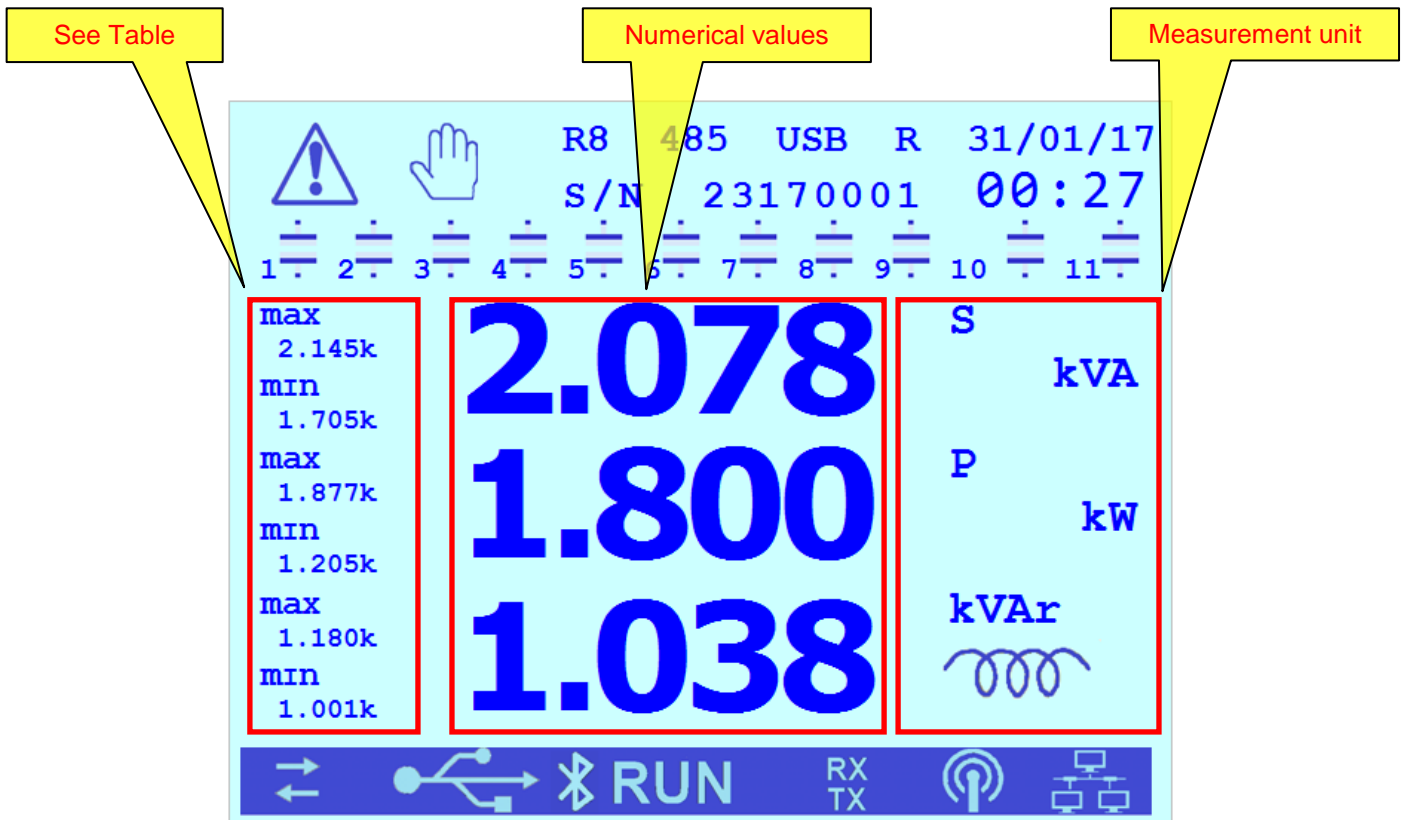 See Table
Numerical values
Measurement unit
R8 485 USB R 31/01/17
S/N 23170001 00:27
1 2 3 4 5 6 7 8 9 10 11
max
2.145k
mIn
1.705k
2.078
S
kVA
max
1.877k
mIn
1.205k
1.800
P
kW
max
1.180k
mIn
1.001k
1.038
kVAr
RUN
RX
TX